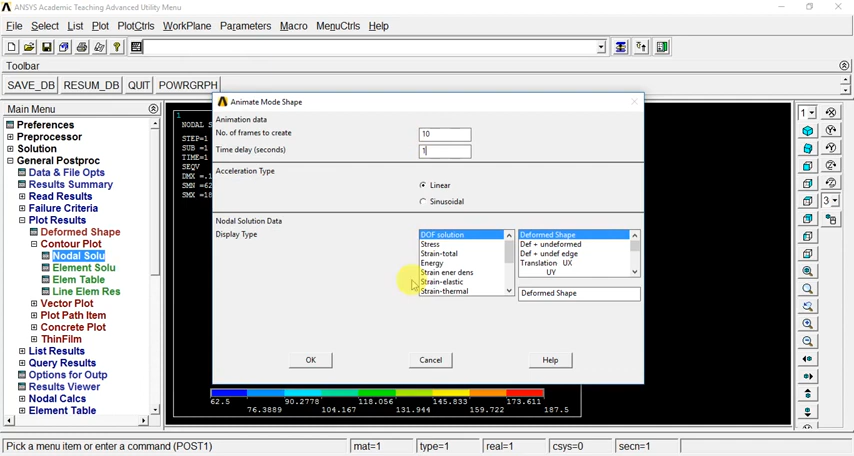 ANSYS Academic Teaching Advanced Utility Menu
File Select List Plot PlotCtrls WorkPlane Parameters Macro MenuCtrls Help
Toolbar
SAVE_DB RESUM_DB QUIT POWRGRPH
Main Menu
Preferences
Preprocessor
Solution
General Postproc
Data & File Opts
Results Summary
Read Results
Failure Criteria
Plot Results
Deformed Shape
Contour Plot
Nodal Solu
Element Solu
Elem Table
Line Elem Res
Vector Plot
Plot Path Item
Concrete Plot
ThinFilm
List Results
Query Results
Options for Outp
Results Viewer
Nodal Calcs
Element Table
1
NODAL S
STEP=1
SUB =1
TIME=1
SEQV
DMX =.1
SMN =62
SMX =18
Animate Mode Shape
Animation data
No. of frames to create 10
Time delay (seconds) 1
Acceleration Type
Linear
Sinusoidal
Nodal Solution Data
Display Type
DOF solution
Stress
Strain-total
Energy
Strain ener dens
Strain-elastic
Strain-thermal
Deformed Shape
Def + undeformed
Def + undef edge
Translation UX
UY
Deformed Shape
OK Cancel Help
62.5 90.2778 118.056 145.833 173.611
76.3889 104.167 131.944 159.722 187.5
1
3
Pick a menu item or enter a command (POST1) mat=1 type=1 real=1 csys=0 secn=1